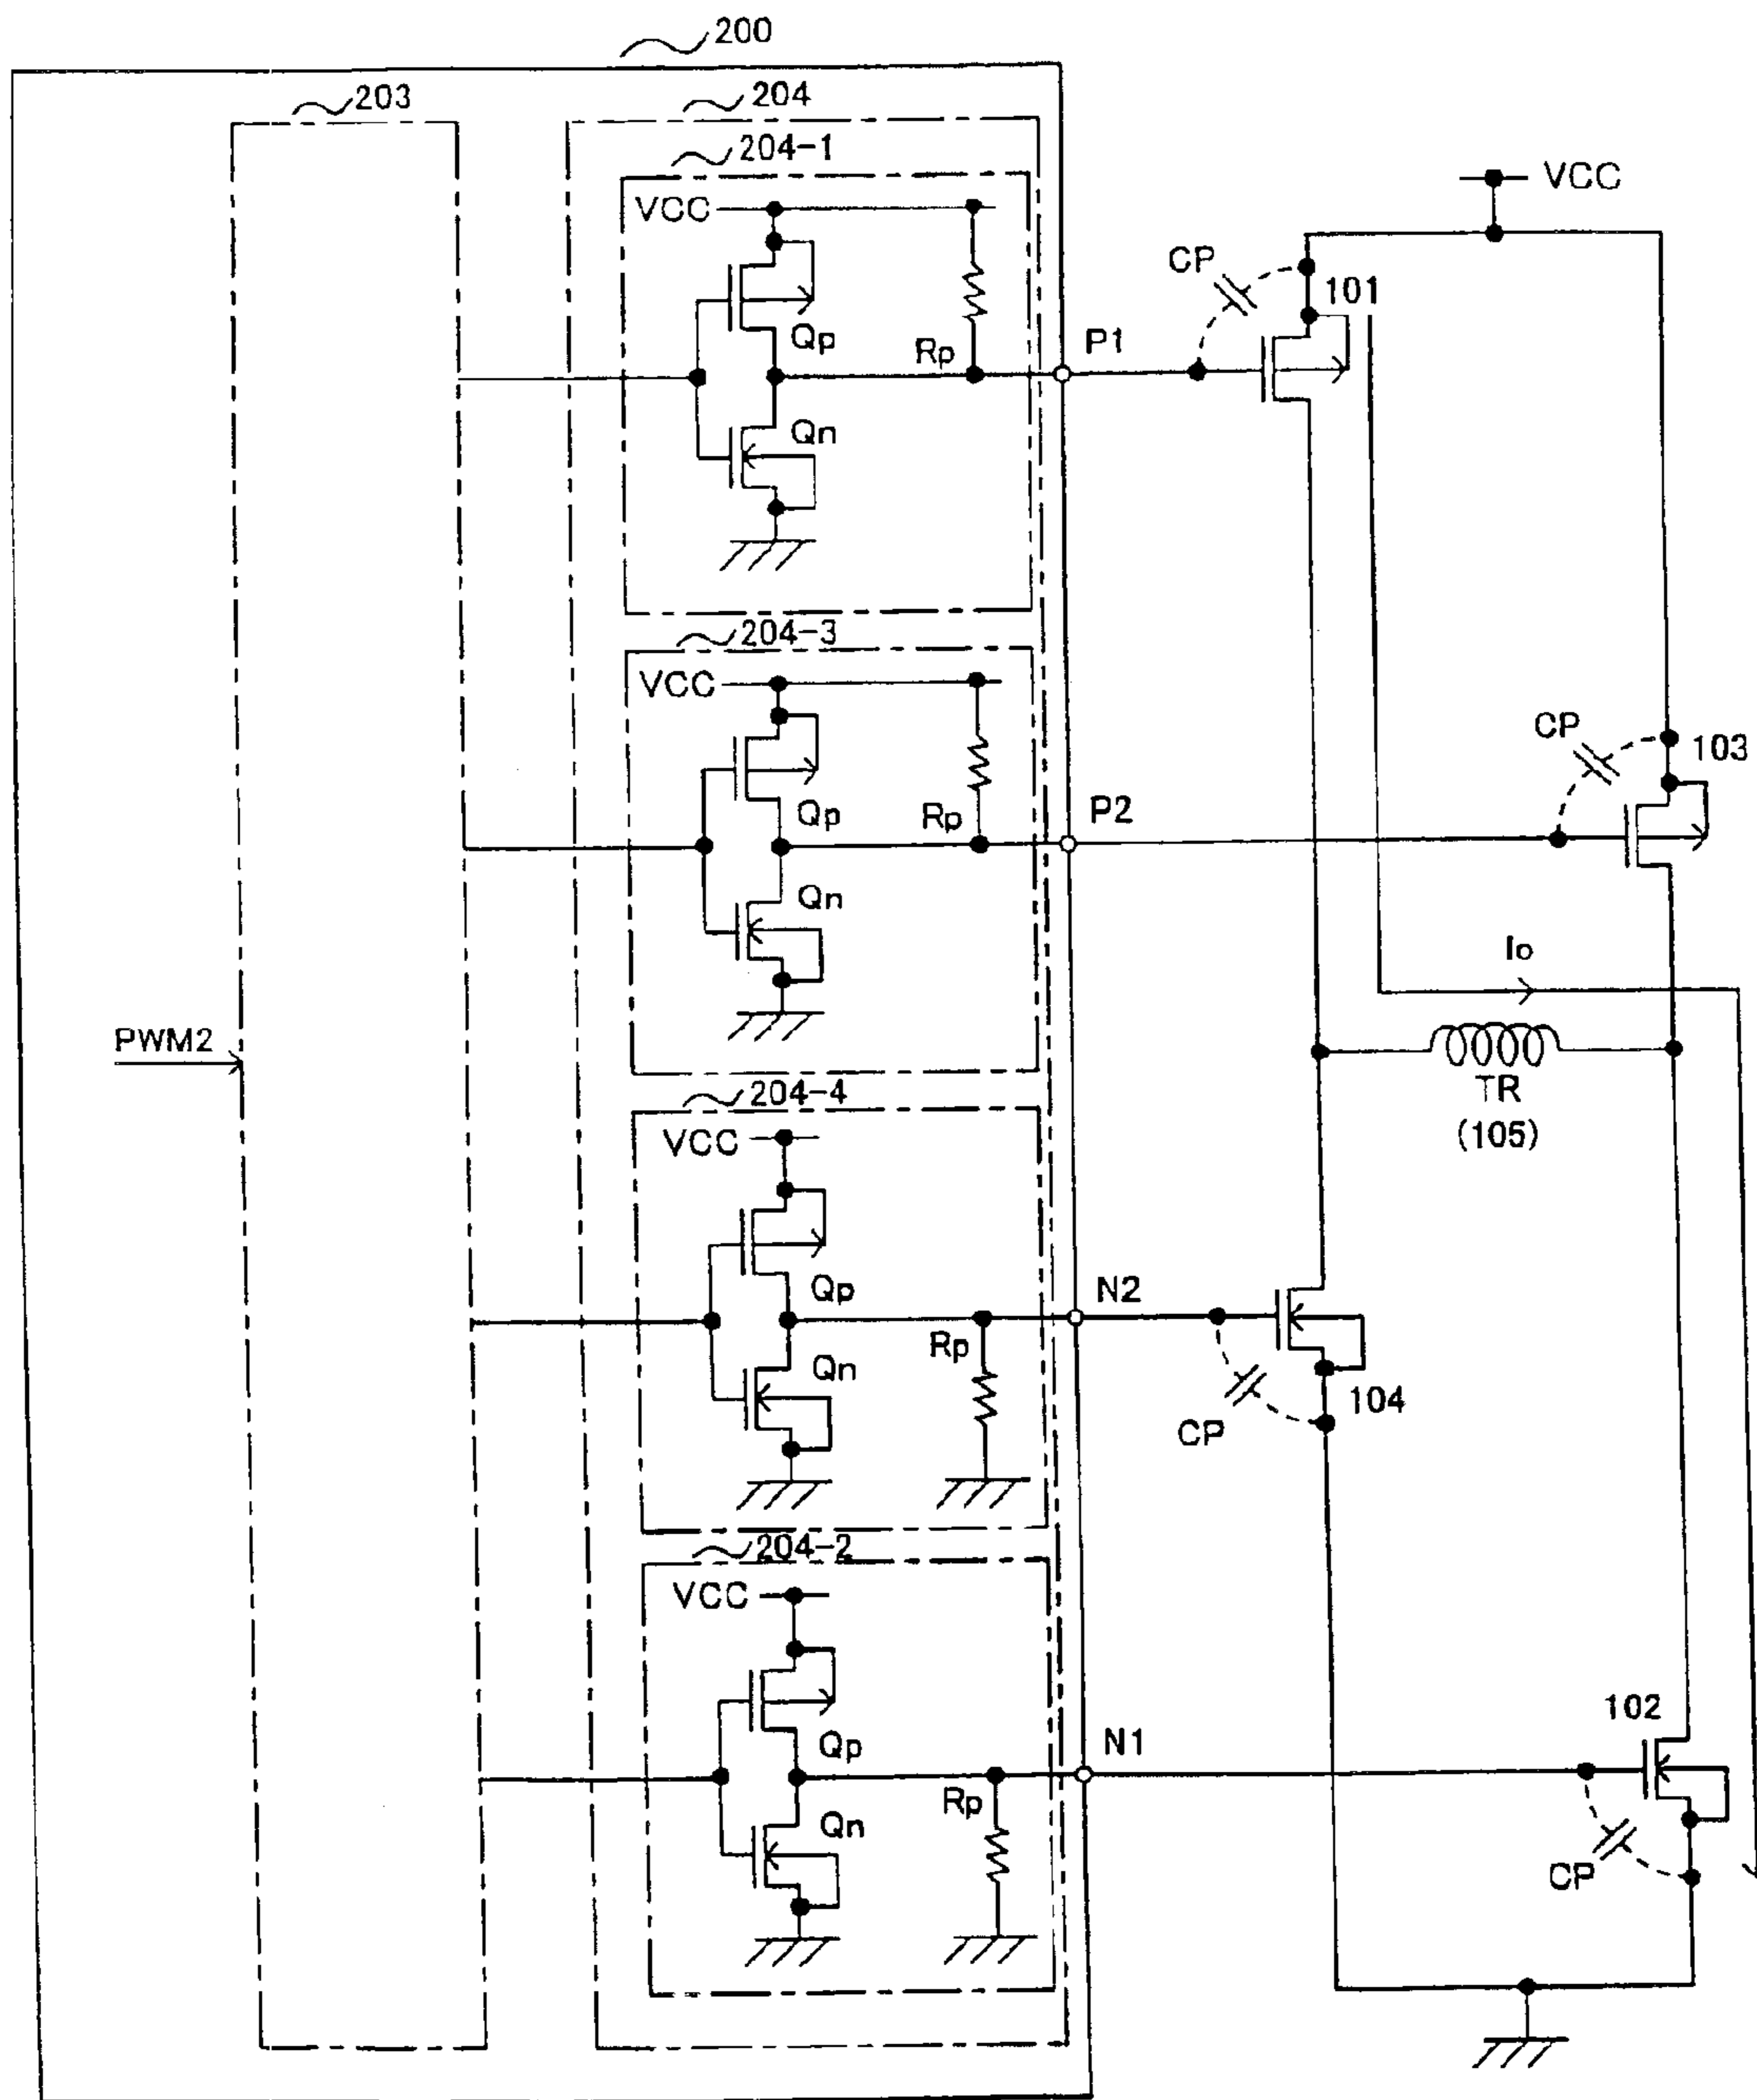 200
203
204
204-1
VCC
VCC
CP
101
Qp
Rp
P1
Qn
204-3
VCC
CP
103
Qp
Rp
P2
Qn
Io
PWM2
TR
(105)
204-4
VCC
Qp
N2
Rp
Qn
104
CP
204-2
VCC
102
Qp
N1
Rp
Qn
CP